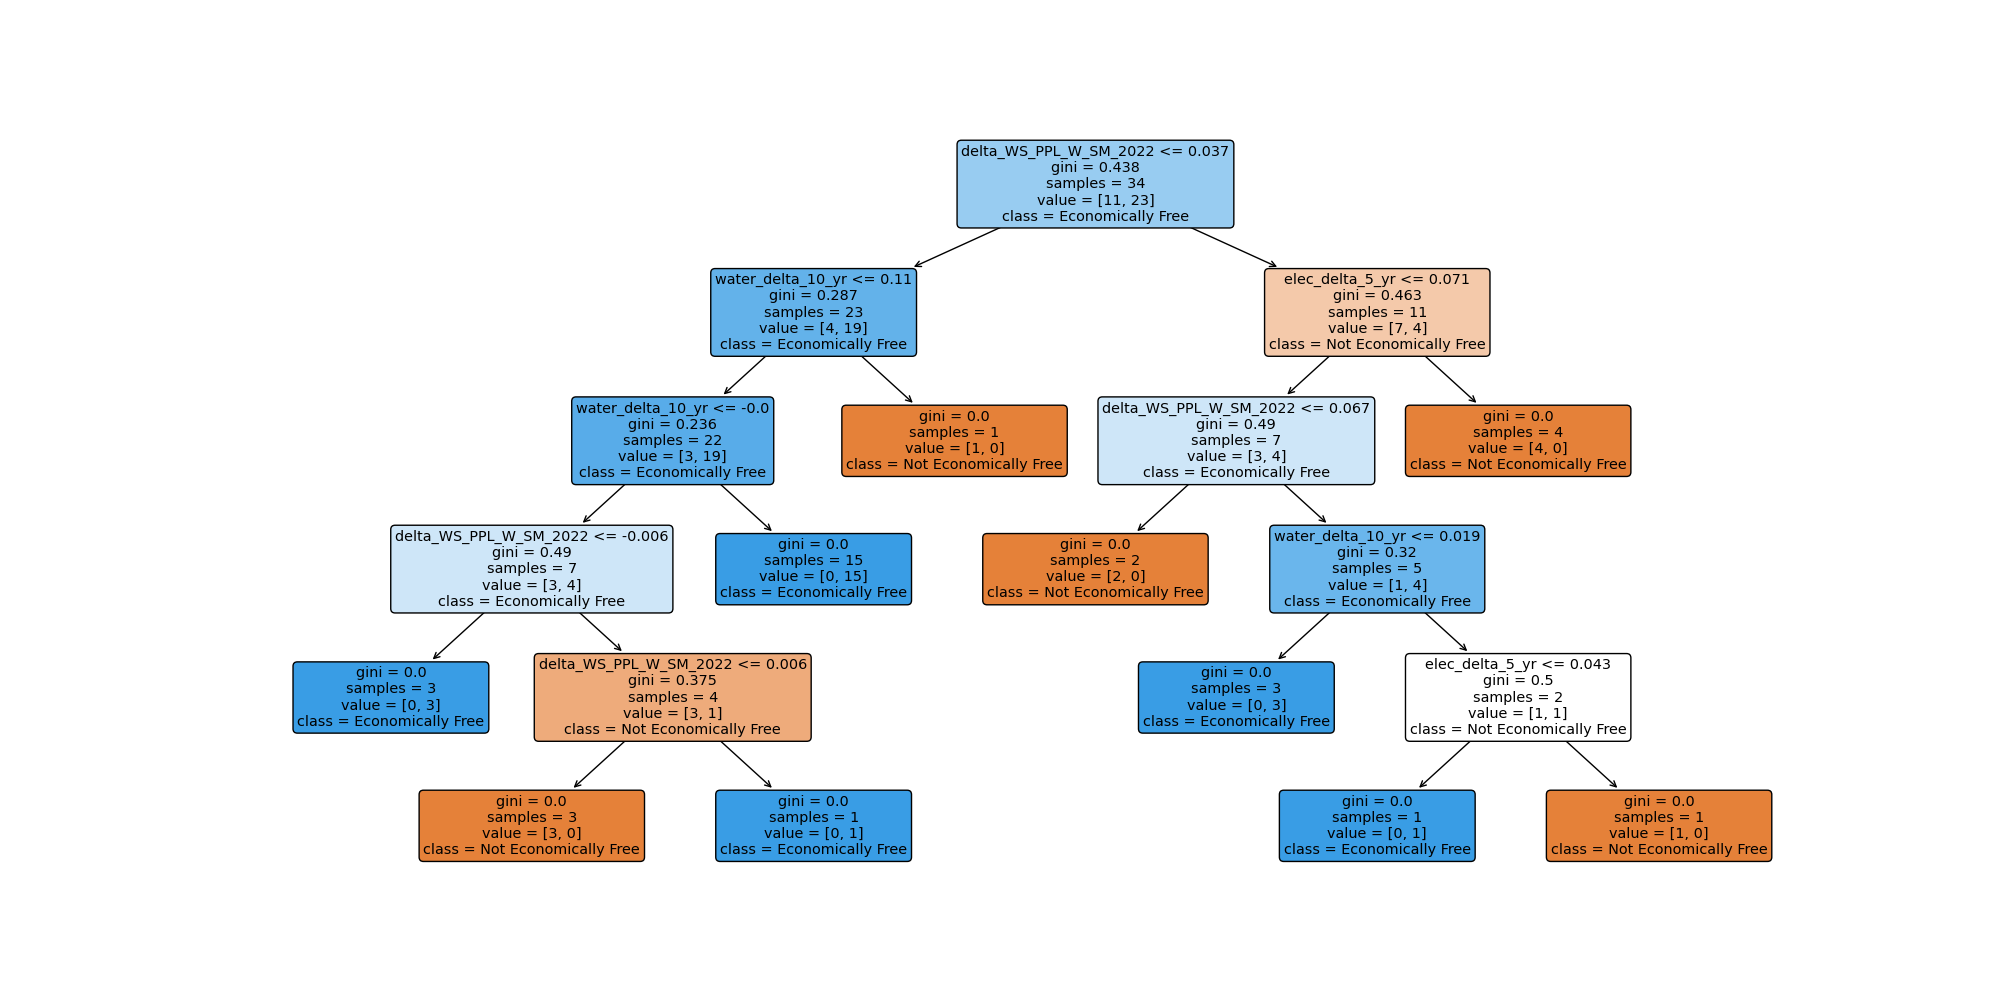 delta_WS_PPL_W_SM_2022 <= 0.037
gini = 0.438
samples = 34
value = [11, 23]
class = Economically Free
water_delta_10_yr <= 0.11
gini = 0.287
samples = 23
value = [4, 19]
class = Economically Free
elec_delta_5_yr <= 0.071
gini = 0.463
samples = 11
value = [7, 4]
class = Not Economically Free
water_delta_10_yr <= -0.0
gini = 0.236
samples = 22
value = [3, 19]
class = Economically Free
gini = 0.0
samples = 1
value = [1, 0]
class = Not Economically Free
delta_WS_PPL_W_SM_2022 <= 0.067
gini = 0.49
samples = 7
value = [3, 4]
class = Economically Free
gini = 0.0
samples = 4
value = [4, 0]
class = Not Economically Free
delta_WS_PPL_W_SM_2022 <= -0.006
gini = 0.49
samples = 7
value = [3, 4]
class = Economically Free
gini = 0.0
samples = 15
value = [0, 15]
class = Economically Free
gini = 0.0
samples = 2
value = [2, 0]
class = Not Economically Free
water_delta_10_yr <= 0.019
gini = 0.32
samples = 5
value = [1, 4]
class = Economically Free
gini = 0.0
samples = 3
value = [0, 3]
class = Economically Free
delta_WS_PPL_W_SM_2022 <= 0.006
gini = 0.375
samples = 4
value = [3, 1]
class = Not Economically Free
gini = 0.0
samples = 3
value = [0, 3]
class = Economically Free
elec_delta_5_yr <= 0.043
gini = 0.5
samples = 2
value = [1, 1]
class = Not Economically Free
gini = 0.0
samples = 3
value = [3, 0]
class = Not Economically Free
gini = 0.0
samples = 1
value = [0, 1]
class = Economically Free
gini = 0.0
samples = 1
value = [0, 1]
class = Economically Free
gini = 0.0
samples = 1
value = [1, 0]
class = Not Economically Free